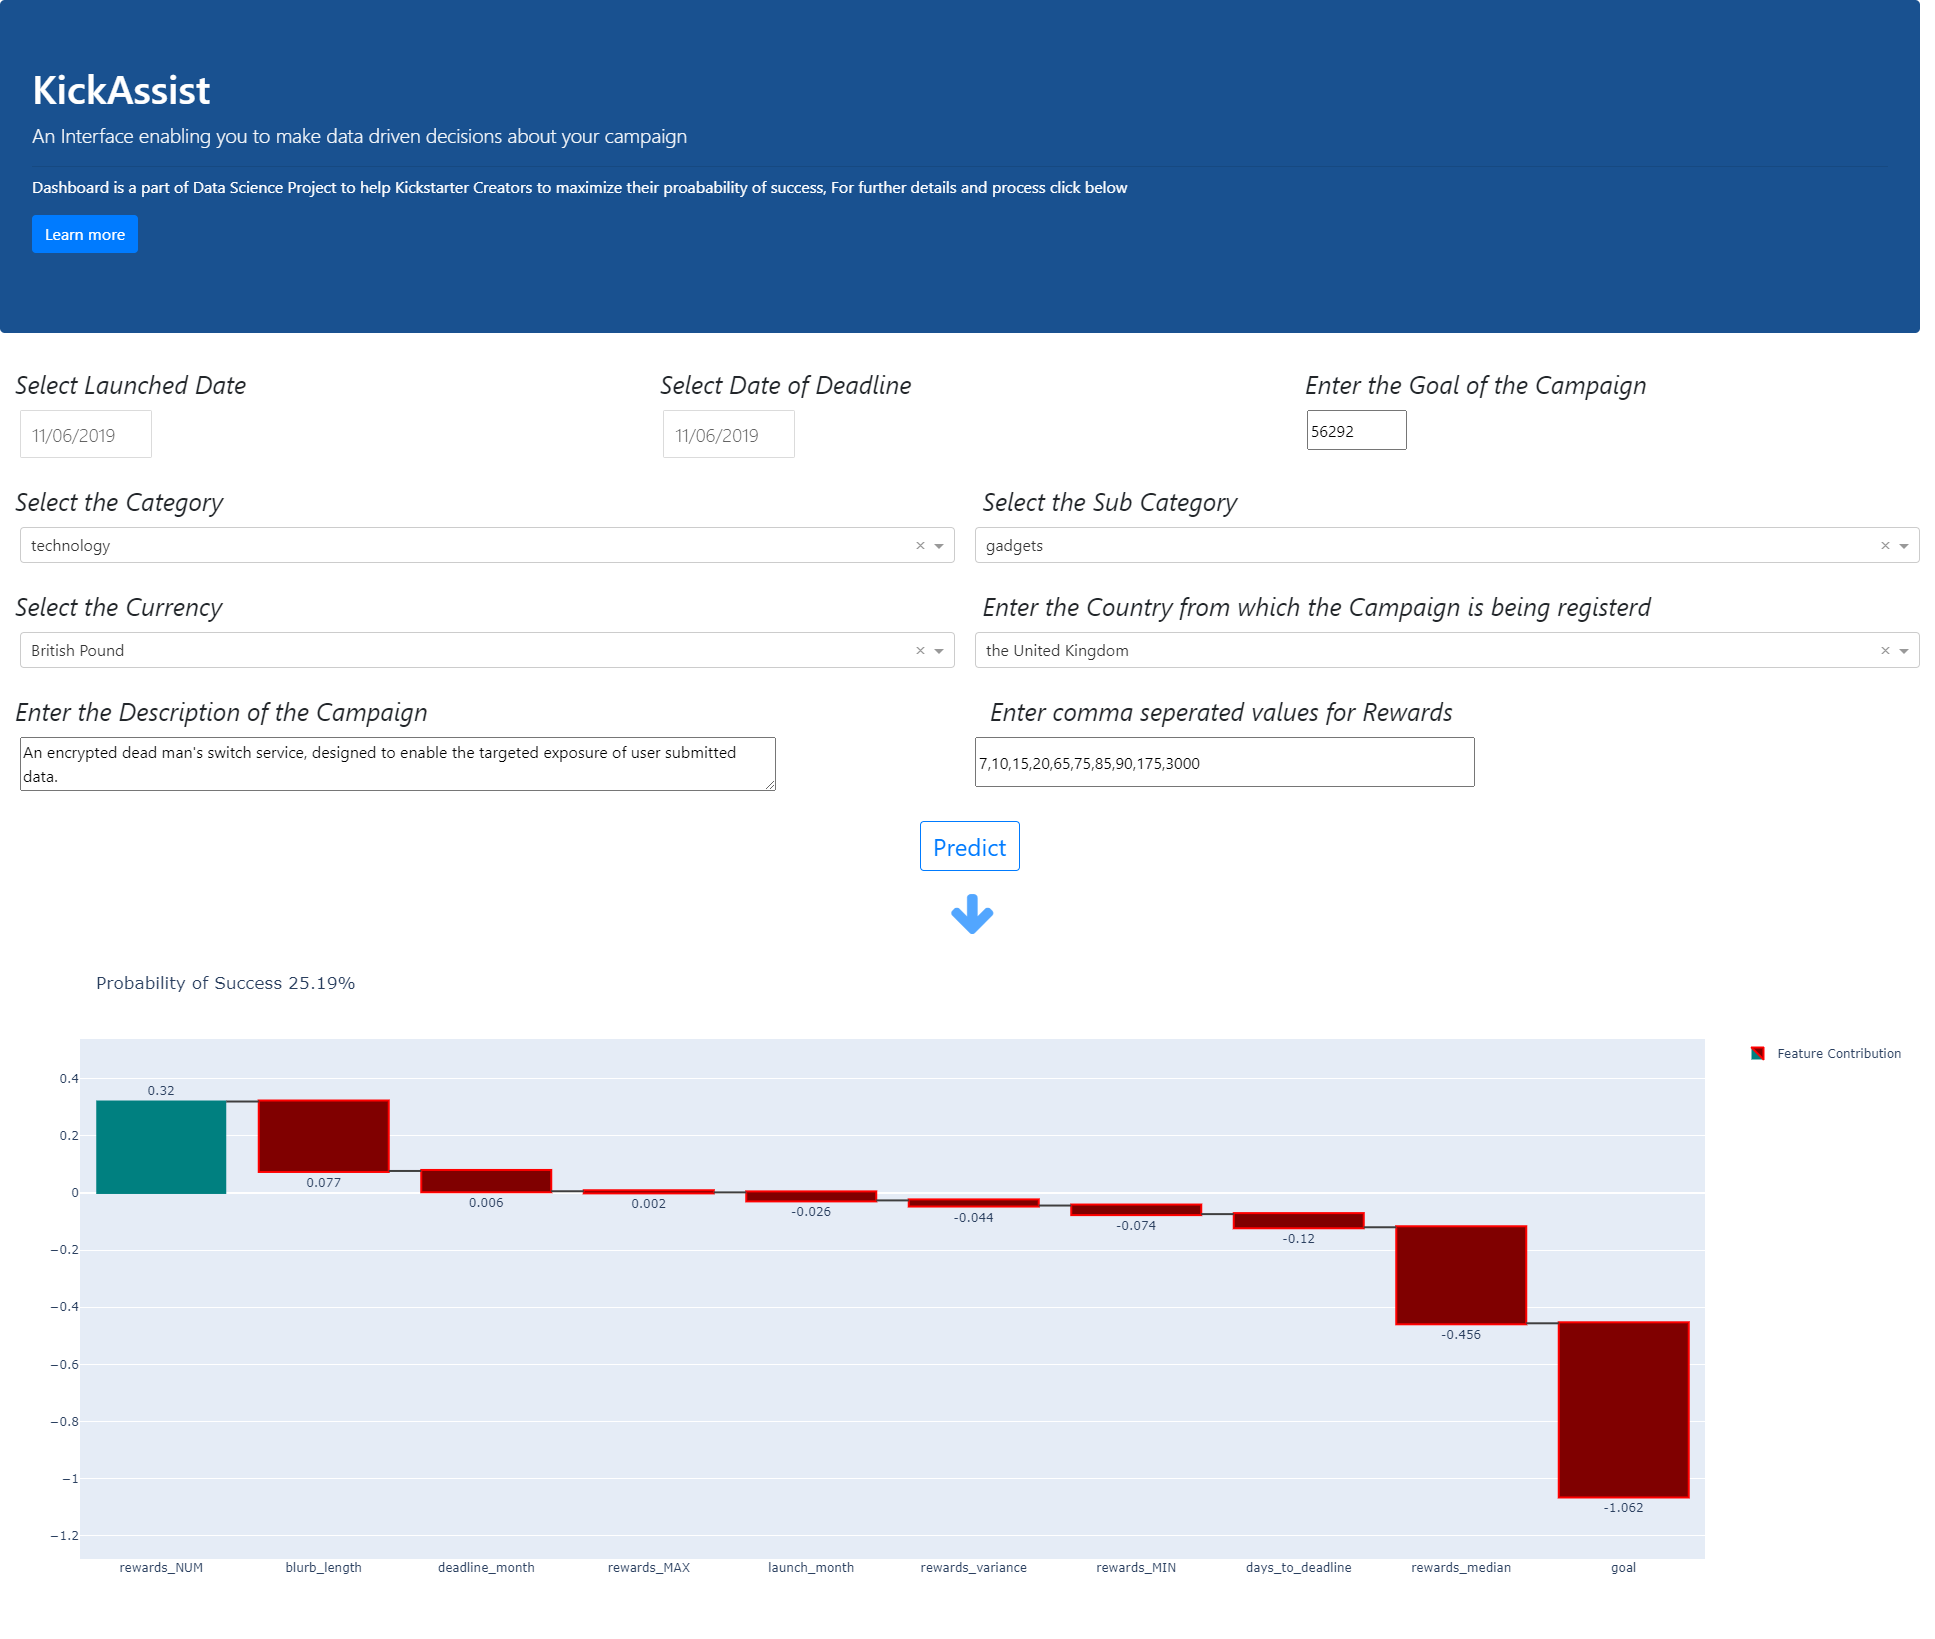 KickAssist
An Interface enabling you to make data driven decisions about your campaign
Dashboard is a part of Data Science Project to help Kickstarter Creators to maximize their proabability of success, For further details and process click below
Learn more
Select Launched Date
Select Date of Deadline
Enter the Goal of the Campaign
11/06/2019
11/06/2019
56292
Select the Category
Select the Sub Category
technology
gadgets
Select the Currency
Enter the Country from which the Campaign is being registerd
British Pound
the United Kingdom
Enter the Description of the Campaign
Enter comma seperated values for Rewards
An encrypted dead man's switch service, designed to enable the targeted exposure of user submitted
data.
7,10,15,20,65,75,85,90,175,3000
Predict
Probability of Success 25.19%
Feature Contribution
0.4
0.2
0
−0.2
−0.4
−0.6
−0.8
−1
−1.2
0.32
0.077
0.006
0.002
-0.026
-0.044
-0.074
-0.12
-0.456
-1.062
rewards_NUM
blurb_length
deadline_month
rewards_MAX
launch_month
rewards_variance
rewards_MIN
days_to_deadline
rewards_median
goal